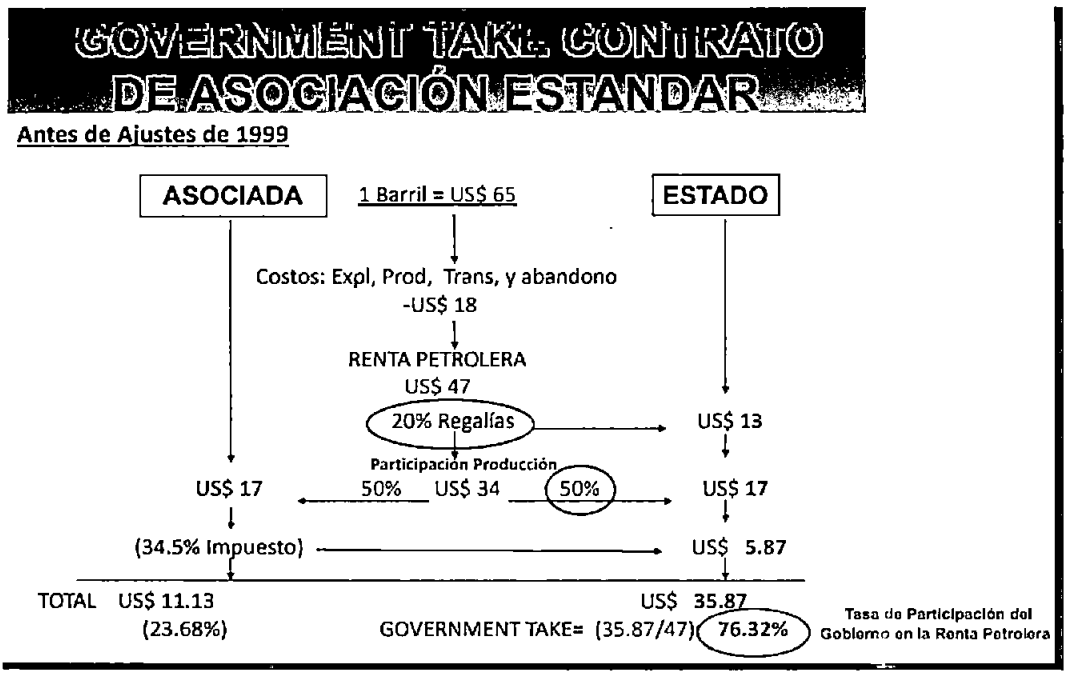 GOVERNMENT TAKE CONTRATO
DE ASOCIACIÓN ESTANDAR
Antes de Ajustes de 1999
ASOCIADA
1 Barril = US$ 65
ESTADO
Costos: Expl, Prod, Trans, y abandono
-US$ 18
RENTA PETROLERA
US$ 47
20% Regalías
US$ 13
Participación Producción
US$ 17
50%
US$ 34
50%
US$ 17
(34.5% Impuesto)
US$ 5.87
TOTAL US$ 11.13
US$ 35.87
(23.68%)
GOVERNMENT TAKE= (35.87/47) 76.32%
Tasa de Participación del
Gobierno en la Renta Petrolera